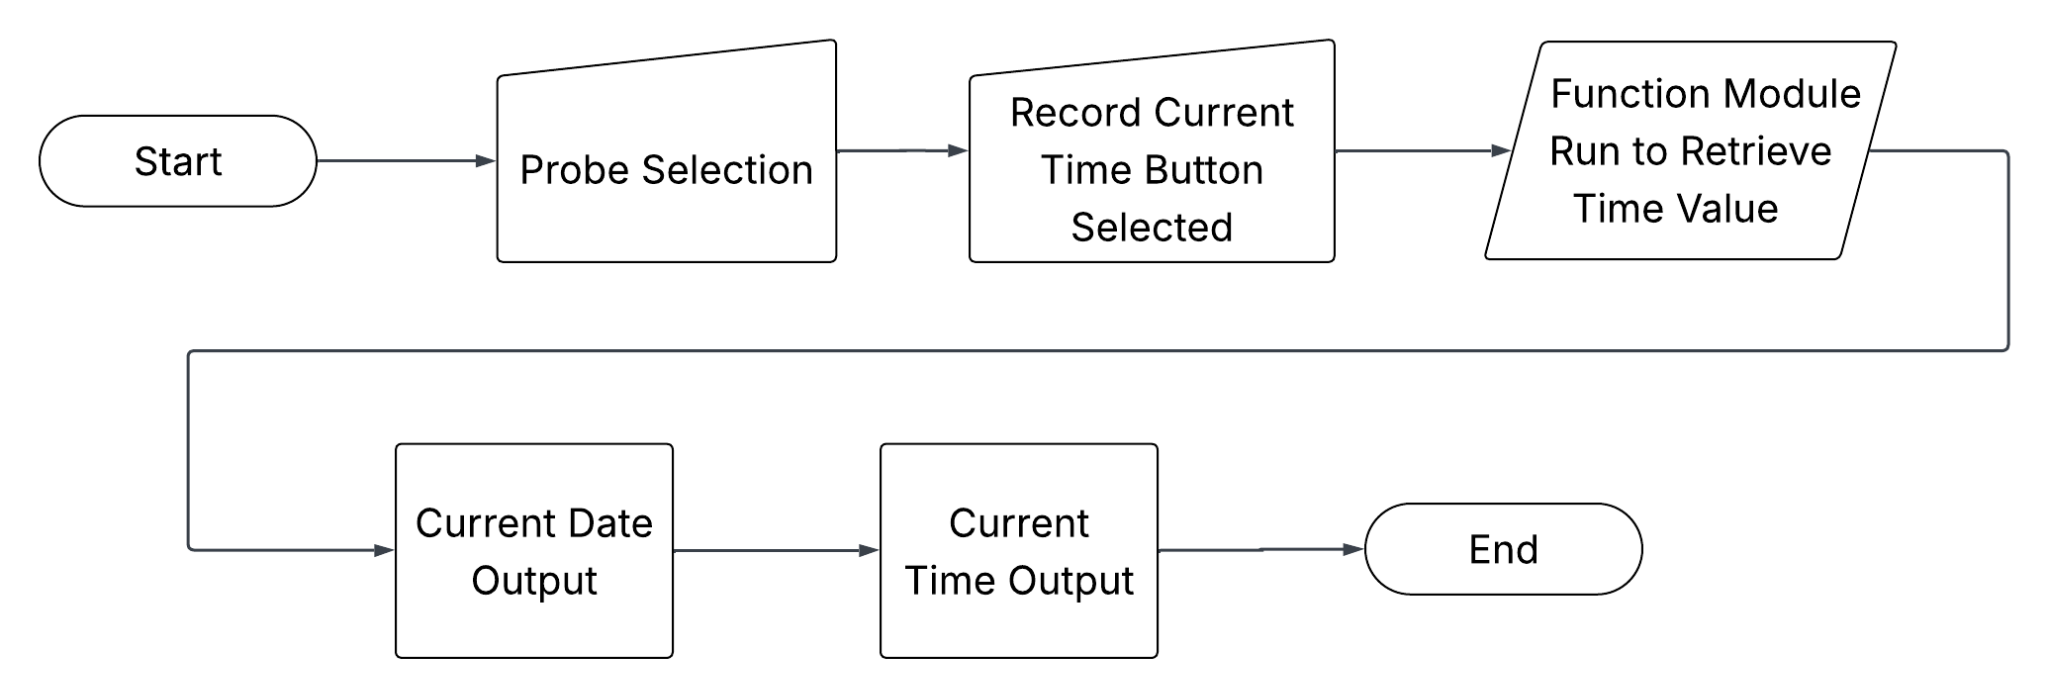 Start
Probe Selection
Record Current
Time Button
Selected
Function Module
Run to Retrieve
Time Value
Current Date
Output
Current
Time Output
End